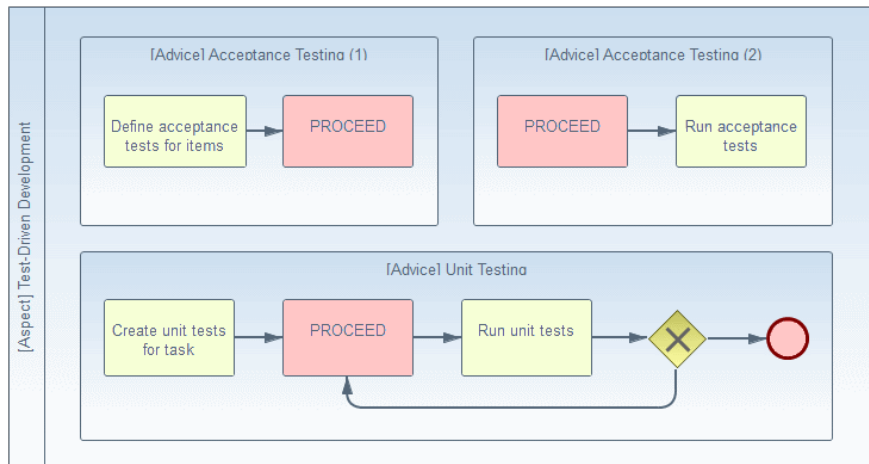 [Aspect] Test-Driven Development
[Advice] Acceptance Testing (1)
Define acceptance
tests for items
PROCEED
[Advice] Acceptance Testing (2)
PROCEED
Run acceptance
tests
[Advice] Unit Testing
Create unit tests
for task
PROCEED
Run unit tests